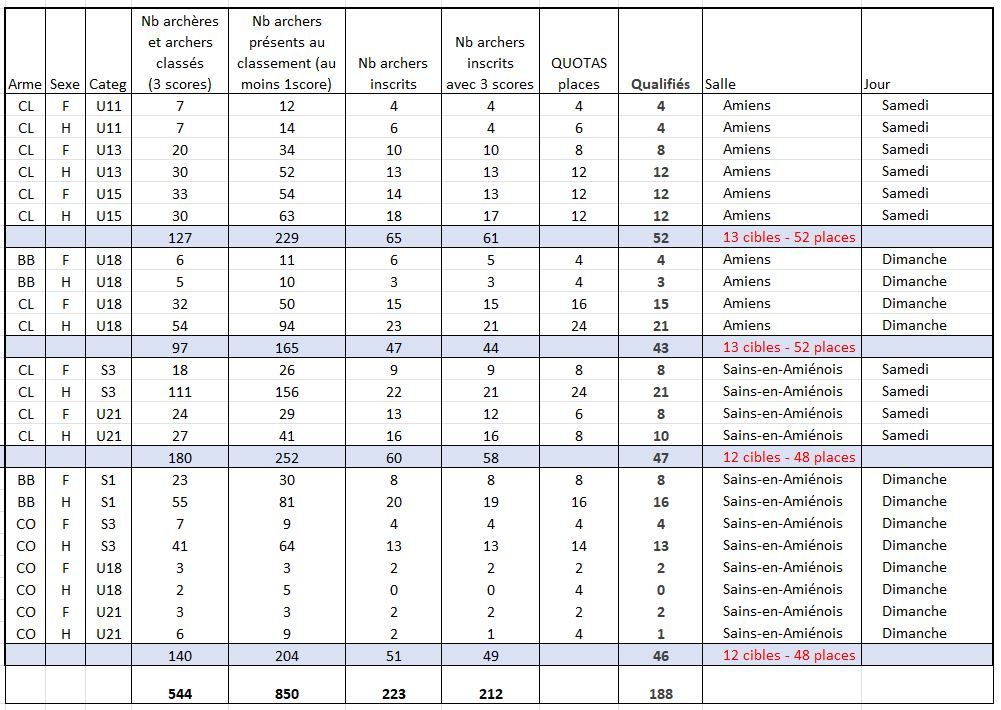 Arme Sexe Categ Nb archères et archers classés (3 scores) Nb archers présents au classement (au moins 1score) Nb archers inscrits Nb archers inscrits avec 3 scores QUOTAS places Qualifiés Salle Jour
CL F U11 7 12 4 4 4 4 Amiens Samedi
CL H U11 7 14 6 4 6 4 Amiens Samedi
CL F U13 20 34 10 10 8 8 Amiens Samedi
CL H U13 30 52 13 13 12 12 Amiens Samedi
CL F U15 33 54 14 13 12 12 Amiens Samedi
CL H U15 30 63 18 17 12 12 Amiens Samedi
127 229 65 61 52 13 cibles - 52 places
BB F U18 6 11 6 5 4 4 Amiens Dimanche
BB H U18 5 10 3 3 4 3 Amiens Dimanche
CL F U18 32 50 15 15 16 15 Amiens Dimanche
CL H U18 54 94 23 21 24 21 Amiens Dimanche
97 165 47 44 43 13 cibles - 52 places
CL F S3 18 26 9 9 8 8 Sains-en-Amiénois Samedi
CL H S3 111 156 22 21 24 21 Sains-en-Amiénois Samedi
CL F U21 24 29 13 12 6 8 Sains-en-Amiénois Samedi
CL H U21 27 41 16 16 8 10 Sains-en-Amiénois Samedi
180 252 60 58 47 12 cibles - 48 places
BB F S1 23 30 8 8 8 8 Sains-en-Amiénois Dimanche
BB H S1 55 81 20 19 16 16 Sains-en-Amiénois Dimanche
CO F S3 7 9 4 4 4 4 Sains-en-Amiénois Dimanche
CO H S3 41 64 13 13 14 13 Sains-en-Amiénois Dimanche
CO F U18 3 3 2 2 2 2 Sains-en-Amiénois Dimanche
CO H U18 2 5 0 0 4 0 Sains-en-Amiénois Dimanche
CO F U21 3 3 2 2 2 2 Sains-en-Amiénois Dimanche
CO H U21 6 9 2 1 4 1 Sains-en-Amiénois Dimanche
140 204 51 49 46 12 cibles - 48 places
544 850 223 212 188